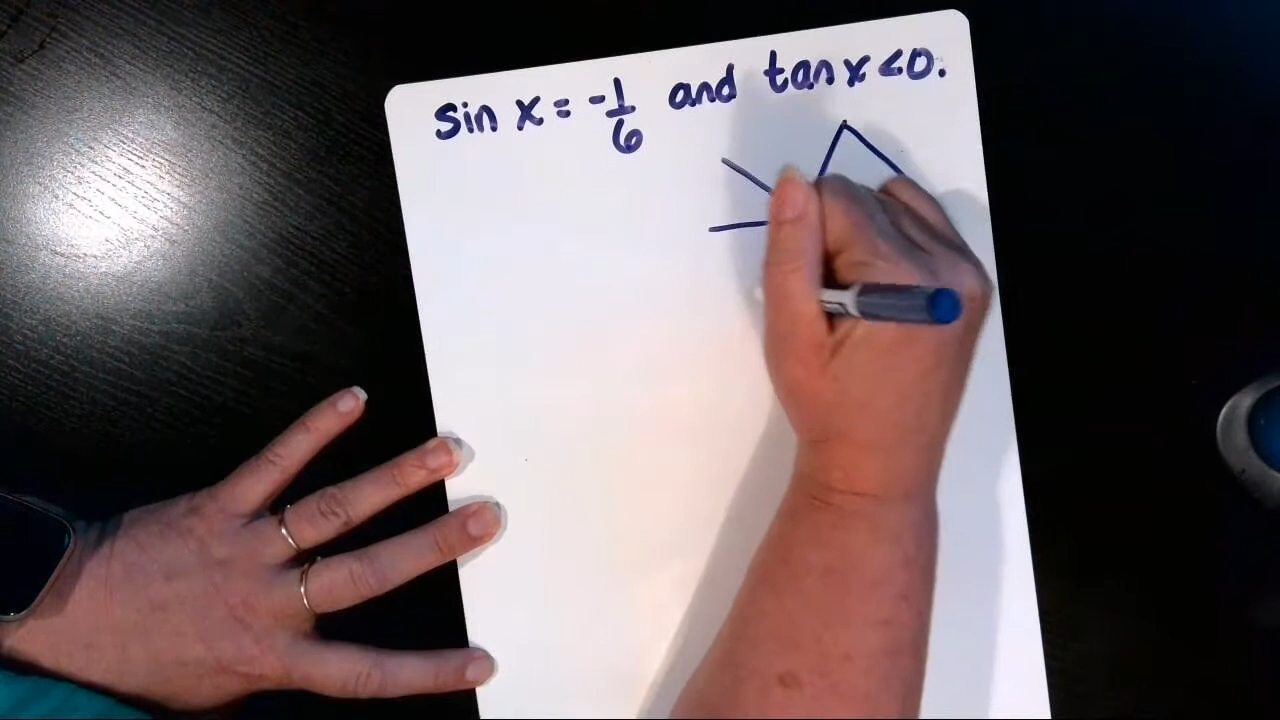 sin x = -1/6 and tan x < 0.